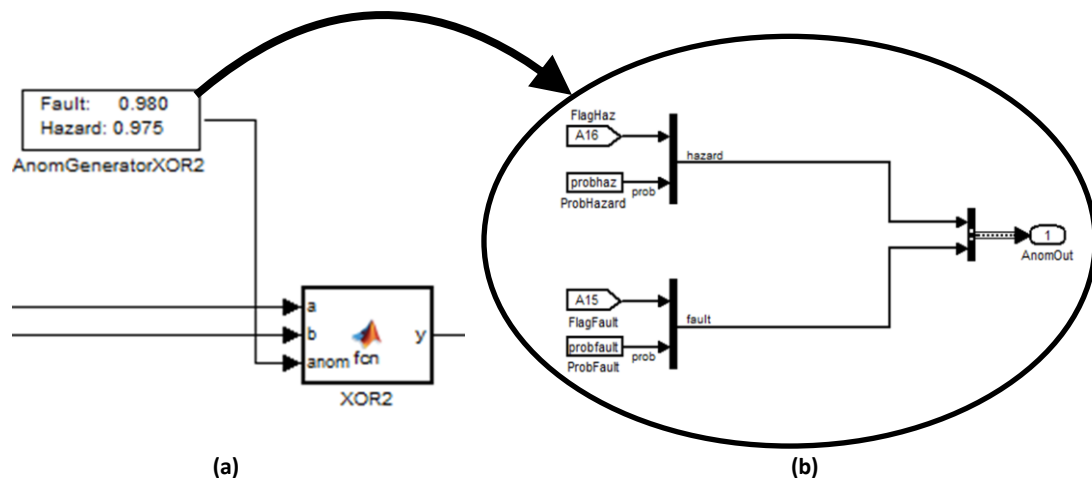 Fault: 0.980
Hazard: 0.975
AnomGeneratorXOR2
a
b
anom
fcn
y
XOR2
(a)
FlagHaz
A16
hazard
probhaz
prob
ProbHazard
A15
FlagFault
fault
probfault
prob
ProbFault
1
AnomOut
(b)